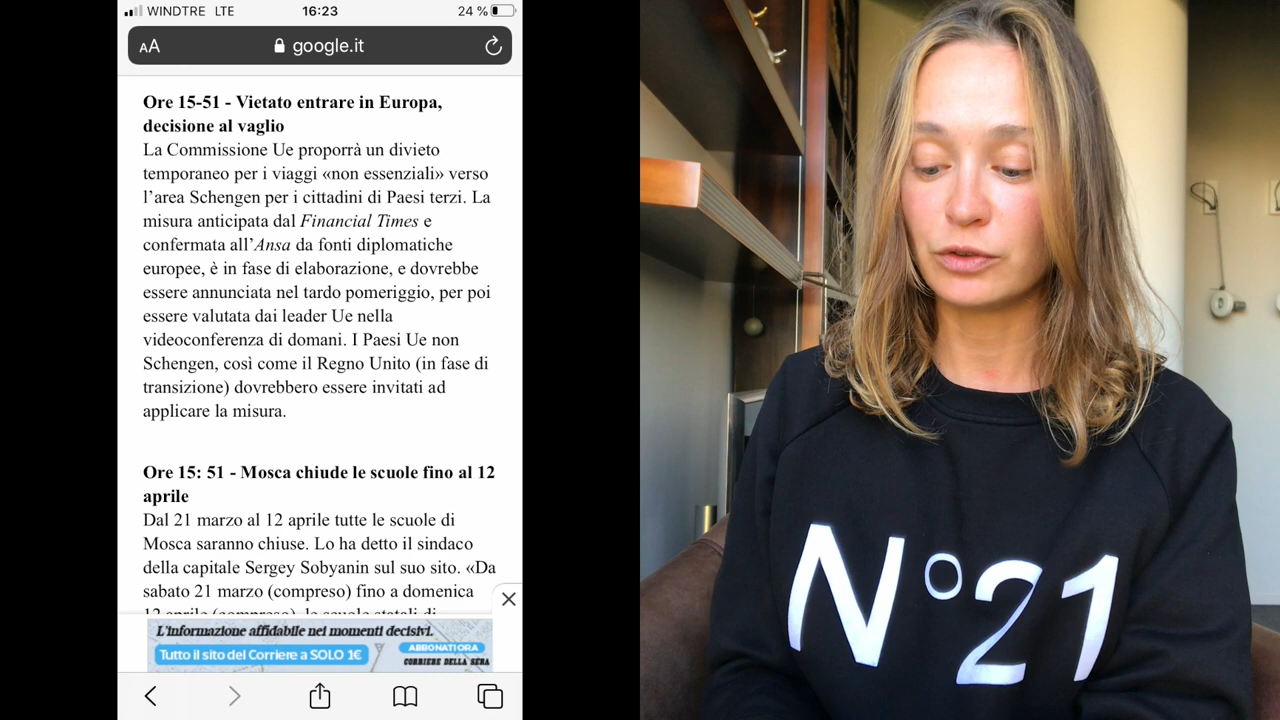 WINDTRE LTE 16:23 24 %
AA google.it
Ore 15-51 - Vietato entrare in Europa,
decisione al vaglio
La Commissione Ue proporrà un divieto
temporaneo per i viaggi «non essenziali» verso
l’area Schengen per i cittadini di Paesi terzi. La
misura anticipata dal Financial Times e
confermata all’Ansa da fonti diplomatiche
europee, è in fase di elaborazione, e dovrebbe
essere annunciata nel tardo pomeriggio, per poi
essere valutata dai leader Ue nella
videoconferenza di domani. I Paesi Ue non
Schengen, così come il Regno Unito (in fase di
transizione) dovrebbero essere invitati ad
applicare la misura.
Ore 15: 51 - Mosca chiude le scuole fino al 12
aprile
Dal 21 marzo al 12 aprile tutte le scuole di
Mosca saranno chiuse. Lo ha detto il sindaco
della capitale Sergey Sobyanin sul suo sito. «Da
sabato 21 marzo (compreso) fino a domenica
12 aprile (compreso), le scuole statali di
L'informazione affidabile nei momenti decisivi.
Tutto il sito del Corriere a SOLO 1€
ABBONATI ORA
CORRIERE DELLA SERA
N°21